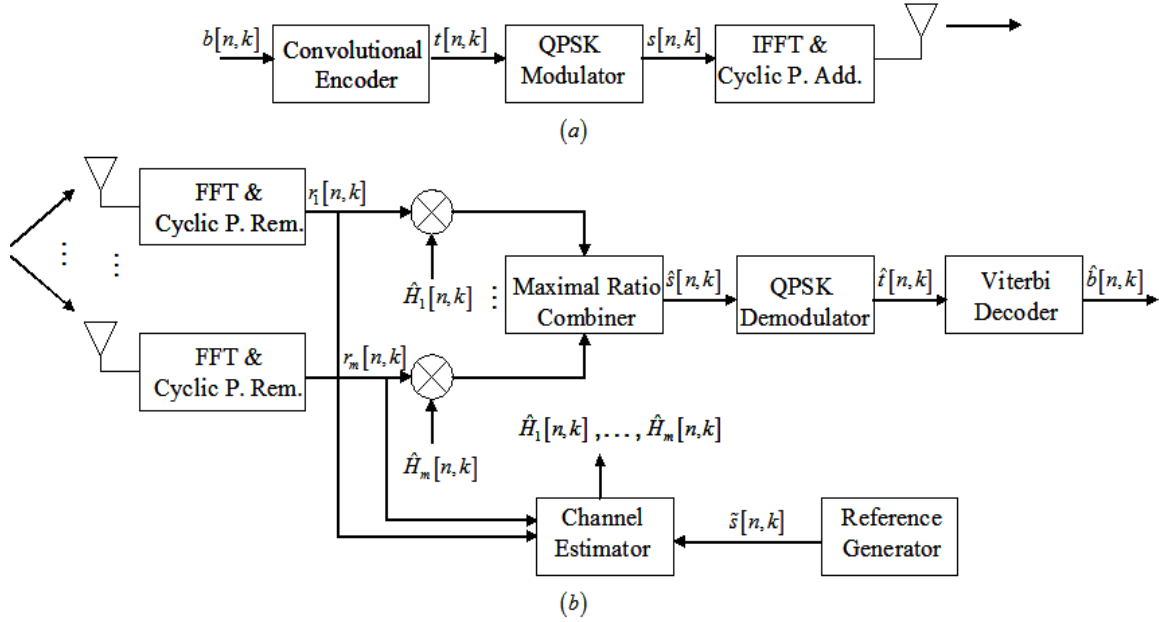 b[n,k]
Convolutional
Encoder
t[n,k]
QPSK
Modulator
s[n,k]
IFFT &
Cyclic P. Add.
(a)
FFT &
Cyclic P. Rem.
r₁[n,k]
Ĥ₁[n,k]
⋮
⋮
⋮
Maximal Ratio
Combiner
ŝ[n,k]
QPSK
Demodulator
t̂[n,k]
Viterbi
Decoder
b̂[n,k]
FFT &
Cyclic P. Rem.
rₘ[n,k]
Ĥₘ[n,k]
Ĥ₁[n,k] ,..., Ĥₘ[n,k]
Channel
Estimator
s̃[n,k]
Reference
Generator
(b)